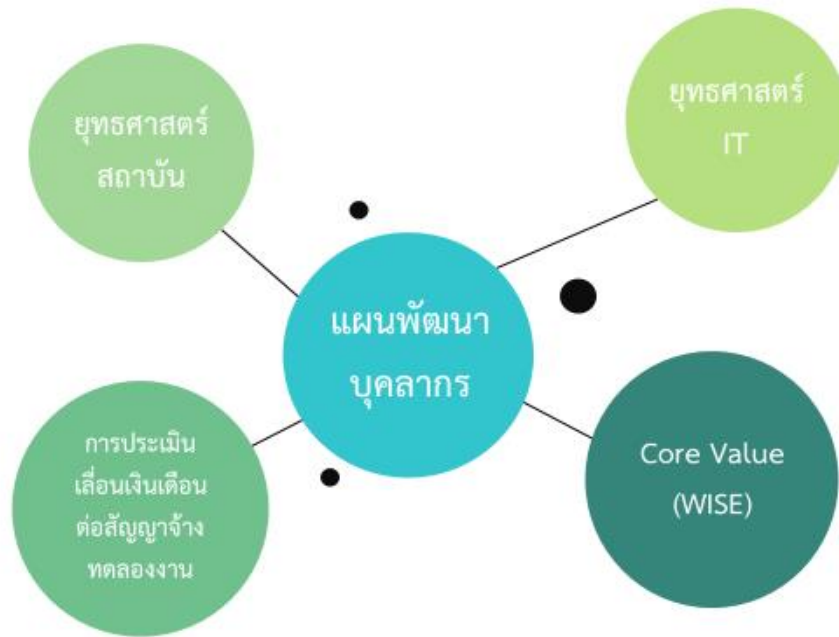 ยุทธศาสตร์
สถาบัน
ยุทธศาสตร์
IT
แผนพัฒนา
บุคลากร
การประเมิน
เลื่อนเงินเดือน
ต่อสัญญาจ้าง
ทดลองงาน
Core Value
(WISE)